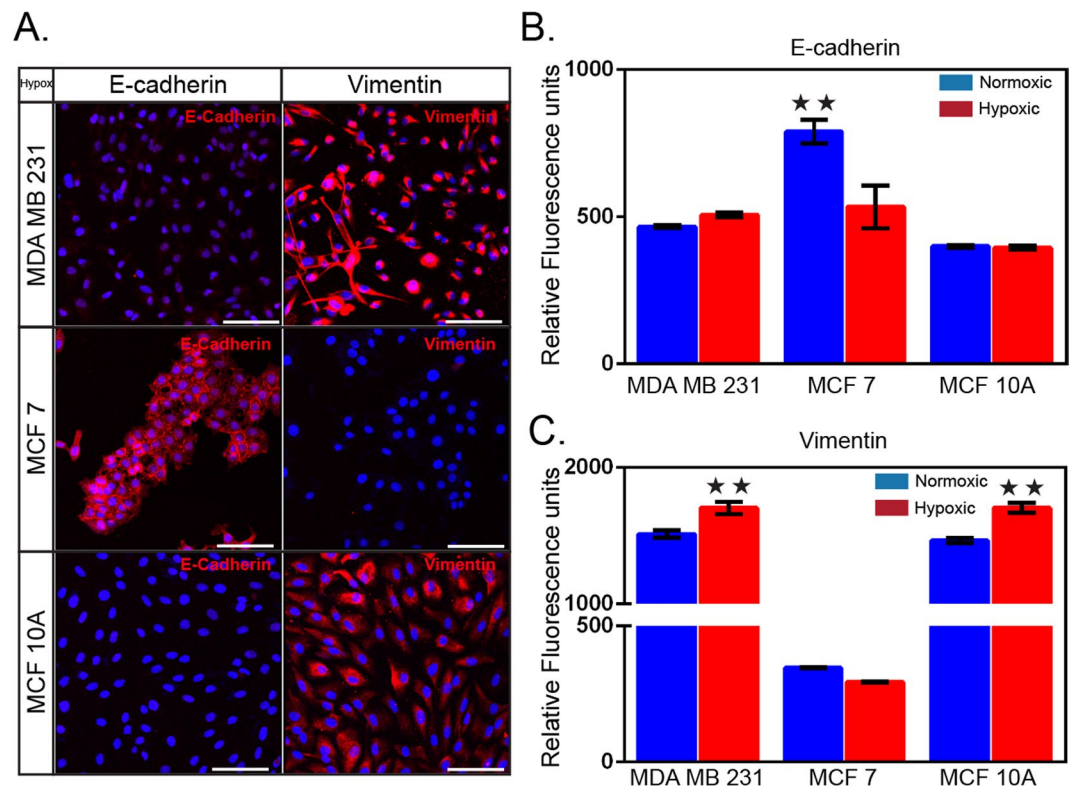 A.
Hypox
E-cadherin
Vimentin
MDA MB 231
E-Cadherin
Vimentin
MCF 7
E-Cadherin
Vimentin
MCF 10A
E-Cadherin
Vimentin
B.
E-cadherin
Relative Fluorescence units
1000
500
0
Normoxic
Hypoxic
★ ★
MDA MB 231
MCF 7
MCF 10A
C.
Vimentin
Relative Fluorescence units
2000
1000
500
0
Normoxic
Hypoxic
★ ★
★ ★
MDA MB 231
MCF 7
MCF 10A